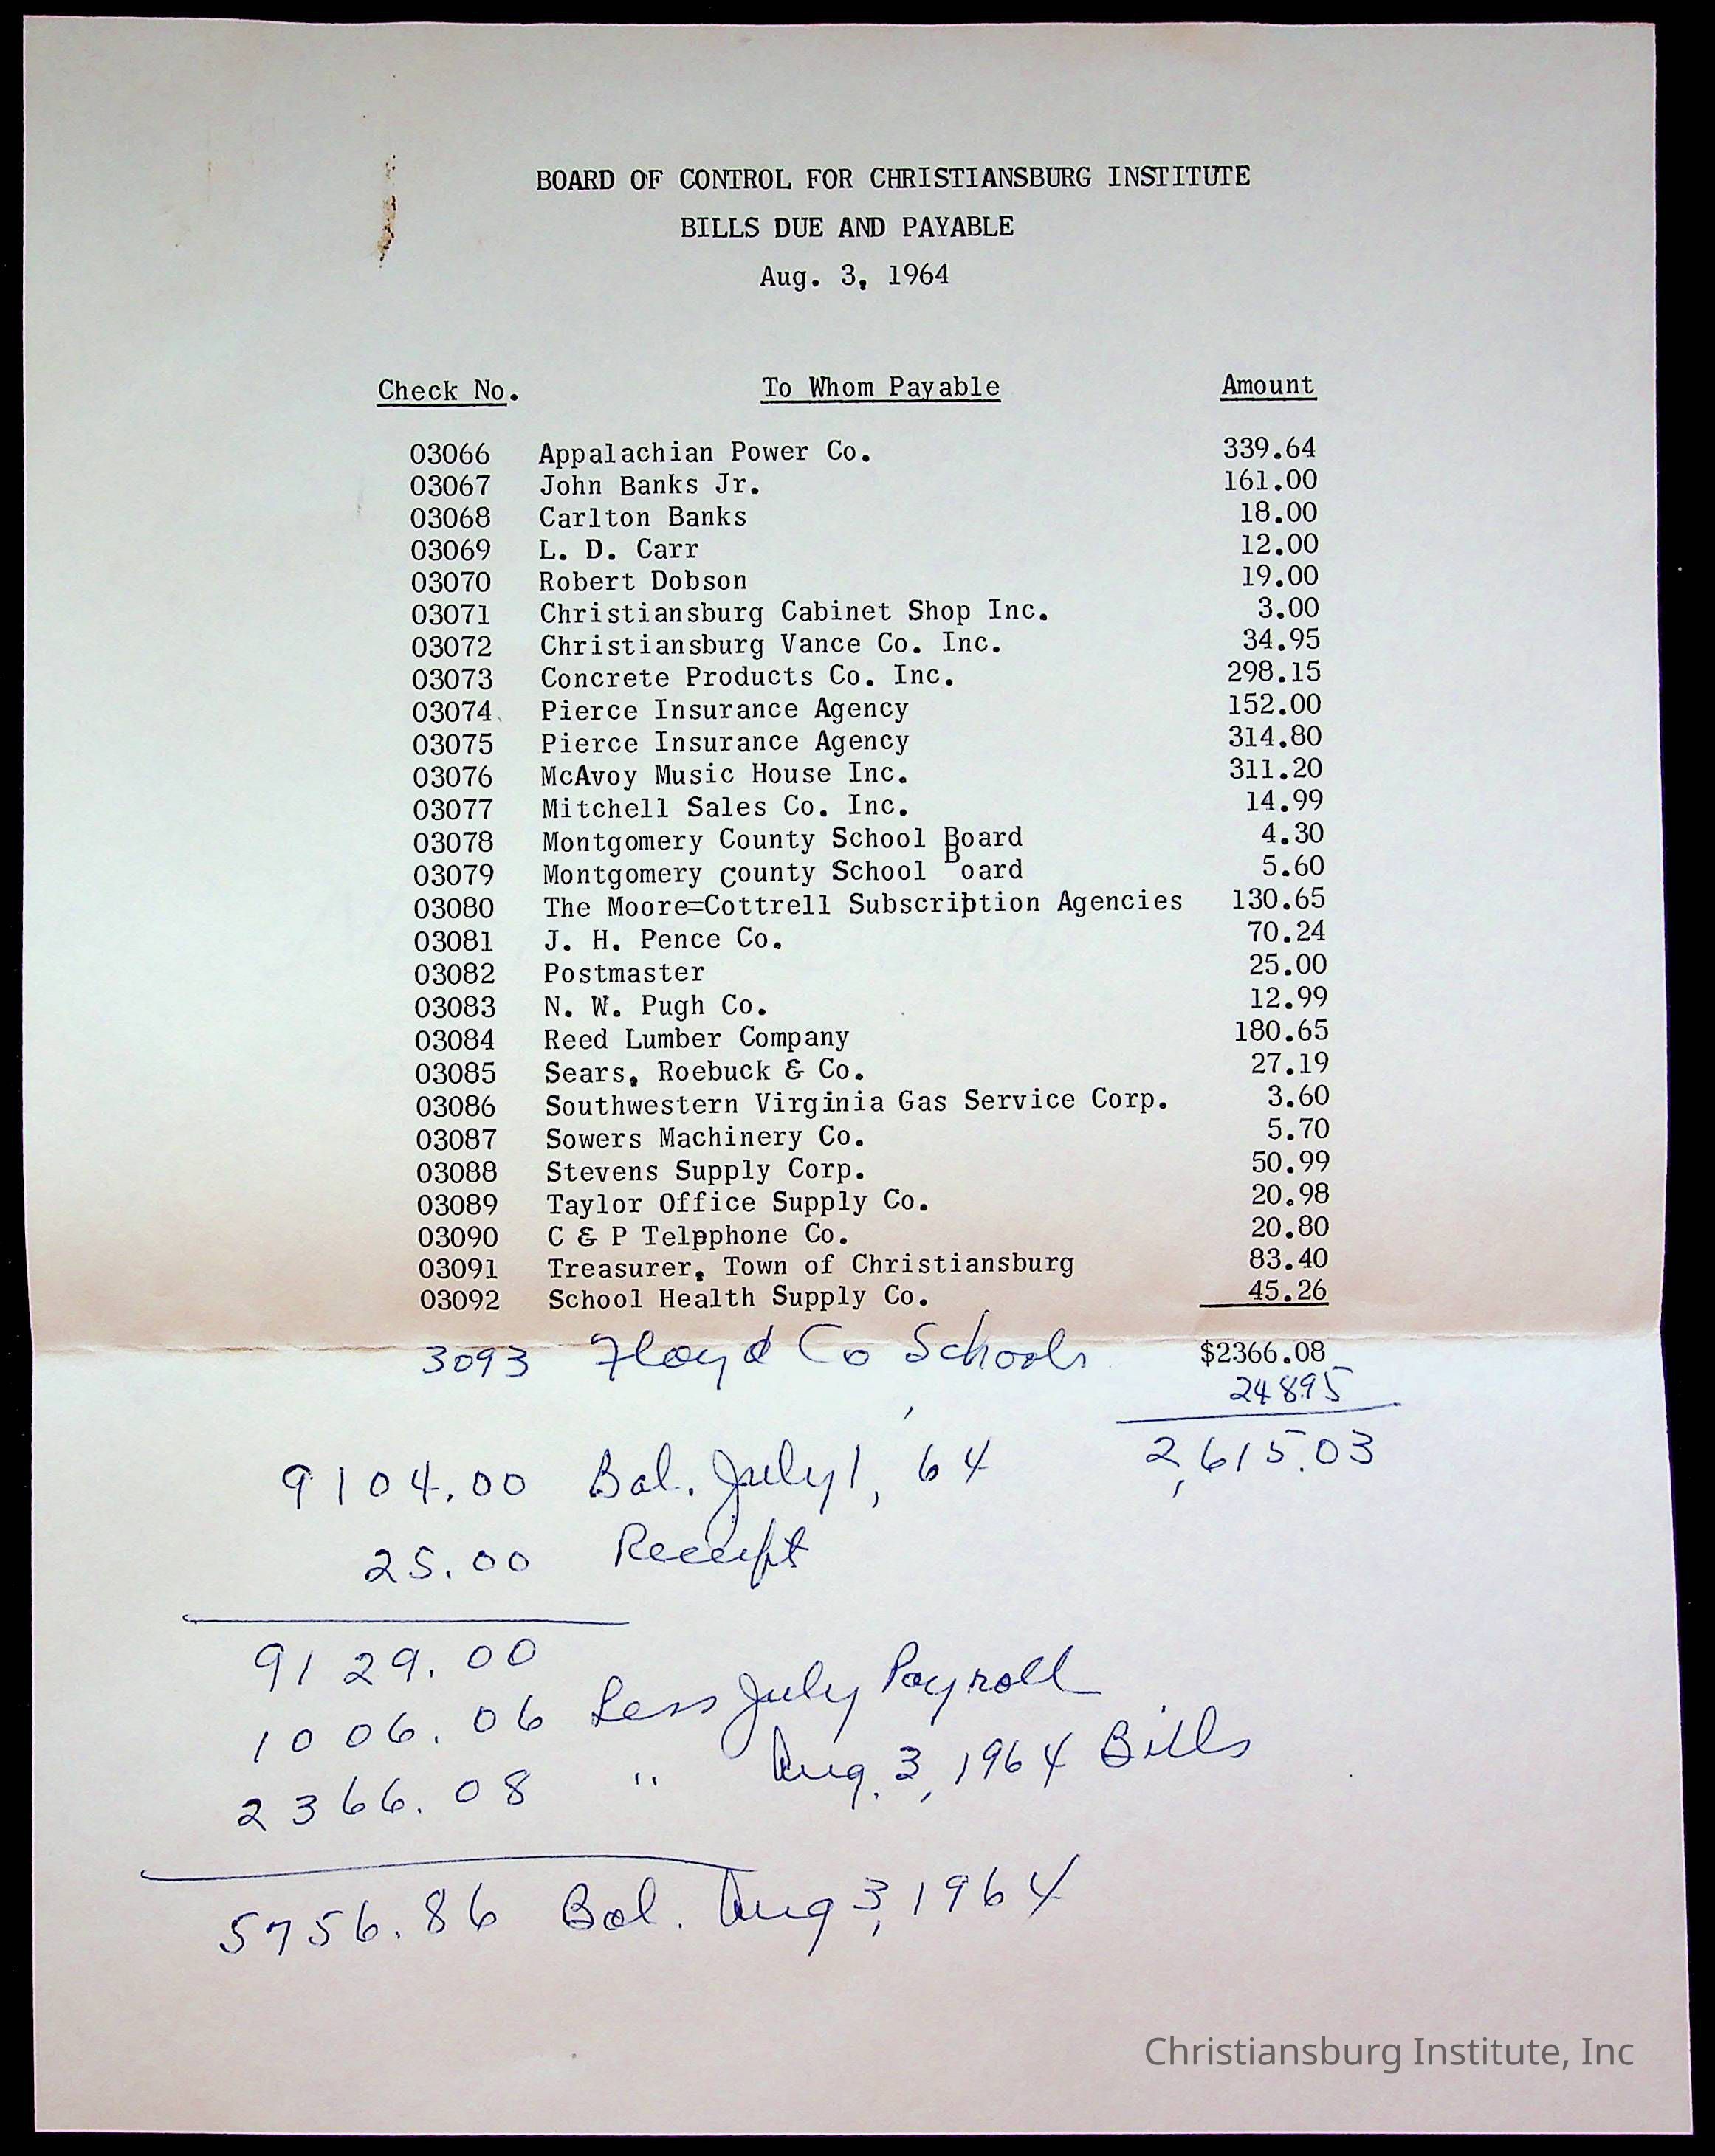 BOARD OF CONTROL FOR CHRISTIANSBURG INSTITUTE
BILLS DUE AND PAYABLE
Aug. 3, 1964
Check No. To Whom Payable Amount
03066 Appalachian Power Co. 339.64
03067 John Banks Jr. 161.00
03068 Carlton Banks 18.00
03069 L. D. Carr 12.00
03070 Robert Dobson 19.00
03071 Christiansburg Cabinet Shop Inc. 3.00
03072 Christiansburg Vance Co. Inc. 34.95
03073 Concrete Products Co. Inc. 298.15
03074 Pierce Insurance Agency 152.00
03075 Pierce Insurance Agency 314.80
03076 McAvoy Music House Inc. 311.20
03077 Mitchell Sales Co. Inc. 14.99
03078 Montgomery County School Board 4.30
03079 Montgomery county School Board 5.60
03080 The Moore=Cottrell Subscription Agencies 130.65
03081 J. H. Pence Co. 70.24
03082 Postmaster 25.00
03083 N. W. Pugh Co. 12.99
03084 Reed Lumber Company 180.65
03085 Sears, Roebuck & Co. 27.19
03086 Southwestern Virginia Gas Service Corp. 3.60
03087 Sowers Machinery Co. 5.70
03088 Stevens Supply Corp. 50.99
03089 Taylor Office Supply Co. 20.98
03090 C & P Telpphone Co. 20.80
03091 Treasurer, Town of Christiansburg 83.40
03092 School Health Supply Co. 45.26
3093 Floyd Co Schools $2366.08
248.95
2,615.03
9104.00 Bal. July 1, 64
25.00 Receipt
9129.00
1006.06 Less July Payroll
2366.08 " Aug. 3, 1964 Bills
5756.86 Bal. Aug 3, 1964
Christiansburg Institute, Inc